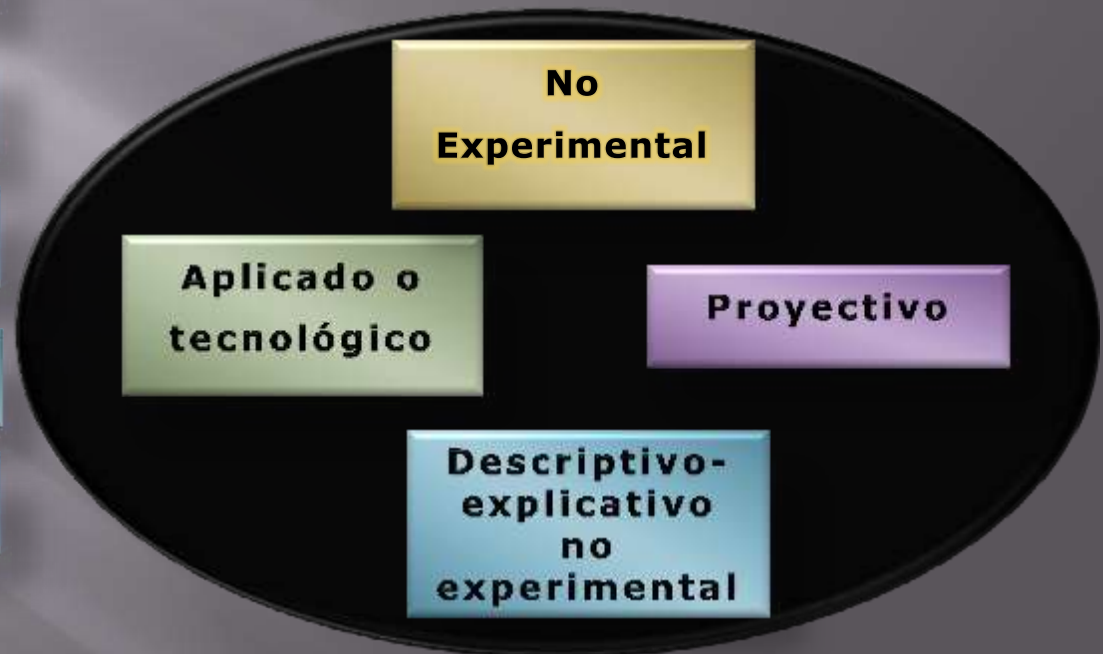 No
Experimental
Aplicado o
tecnológico
Proyectivo
Descriptivo-
explicativo
no
experimental